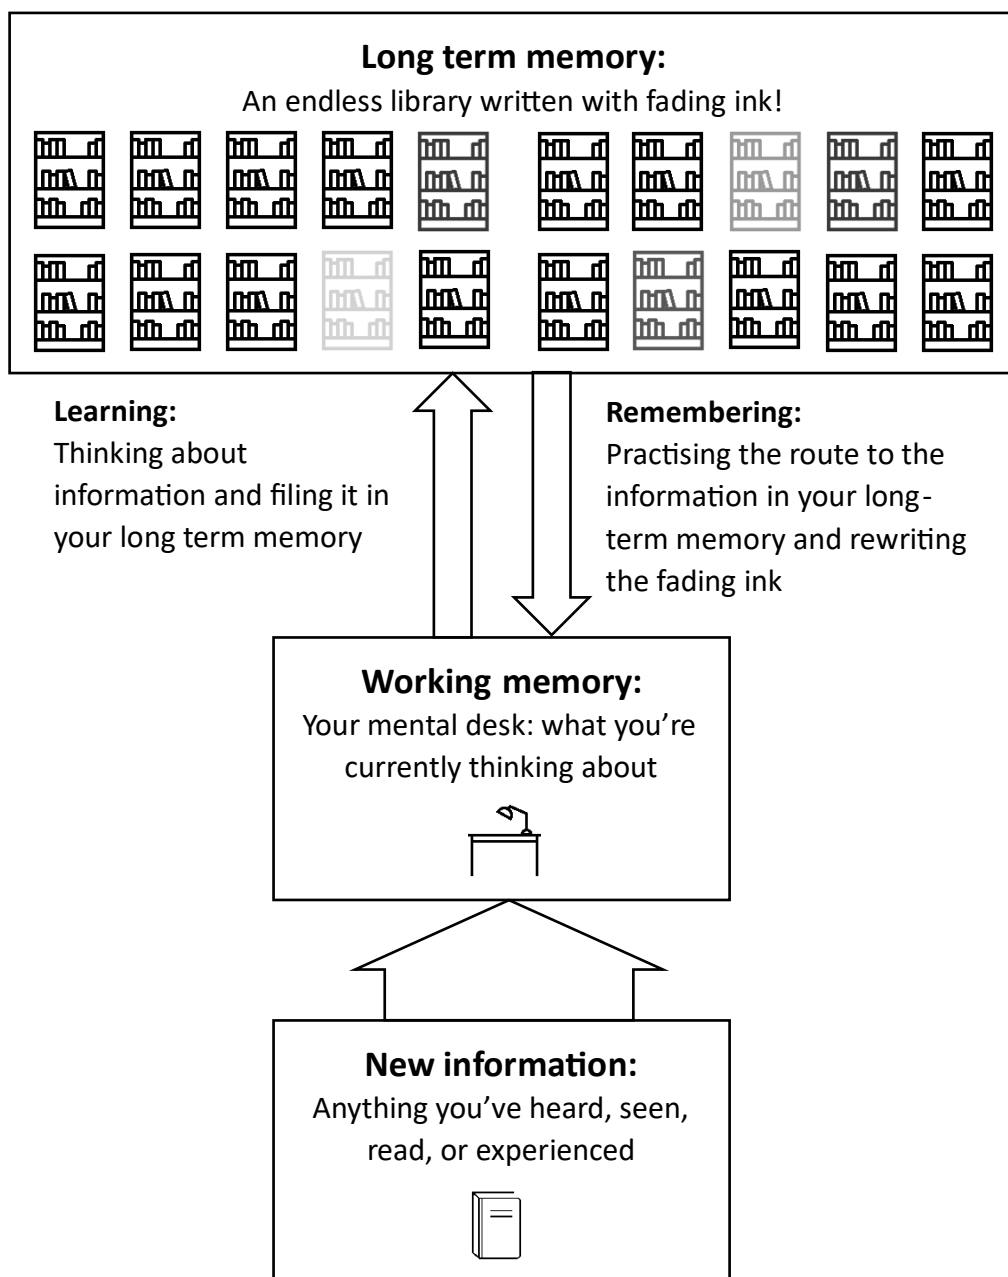 Long term memory:
An endless library written with fading ink!
Learning:
Thinking about
information and filing it in
your long term memory
Remembering:
Practising the route to the
information in your long-
term memory and rewriting
the fading ink
Working memory:
Your mental desk: what you’re
currently thinking about
New information:
Anything you’ve heard, seen,
read, or experienced